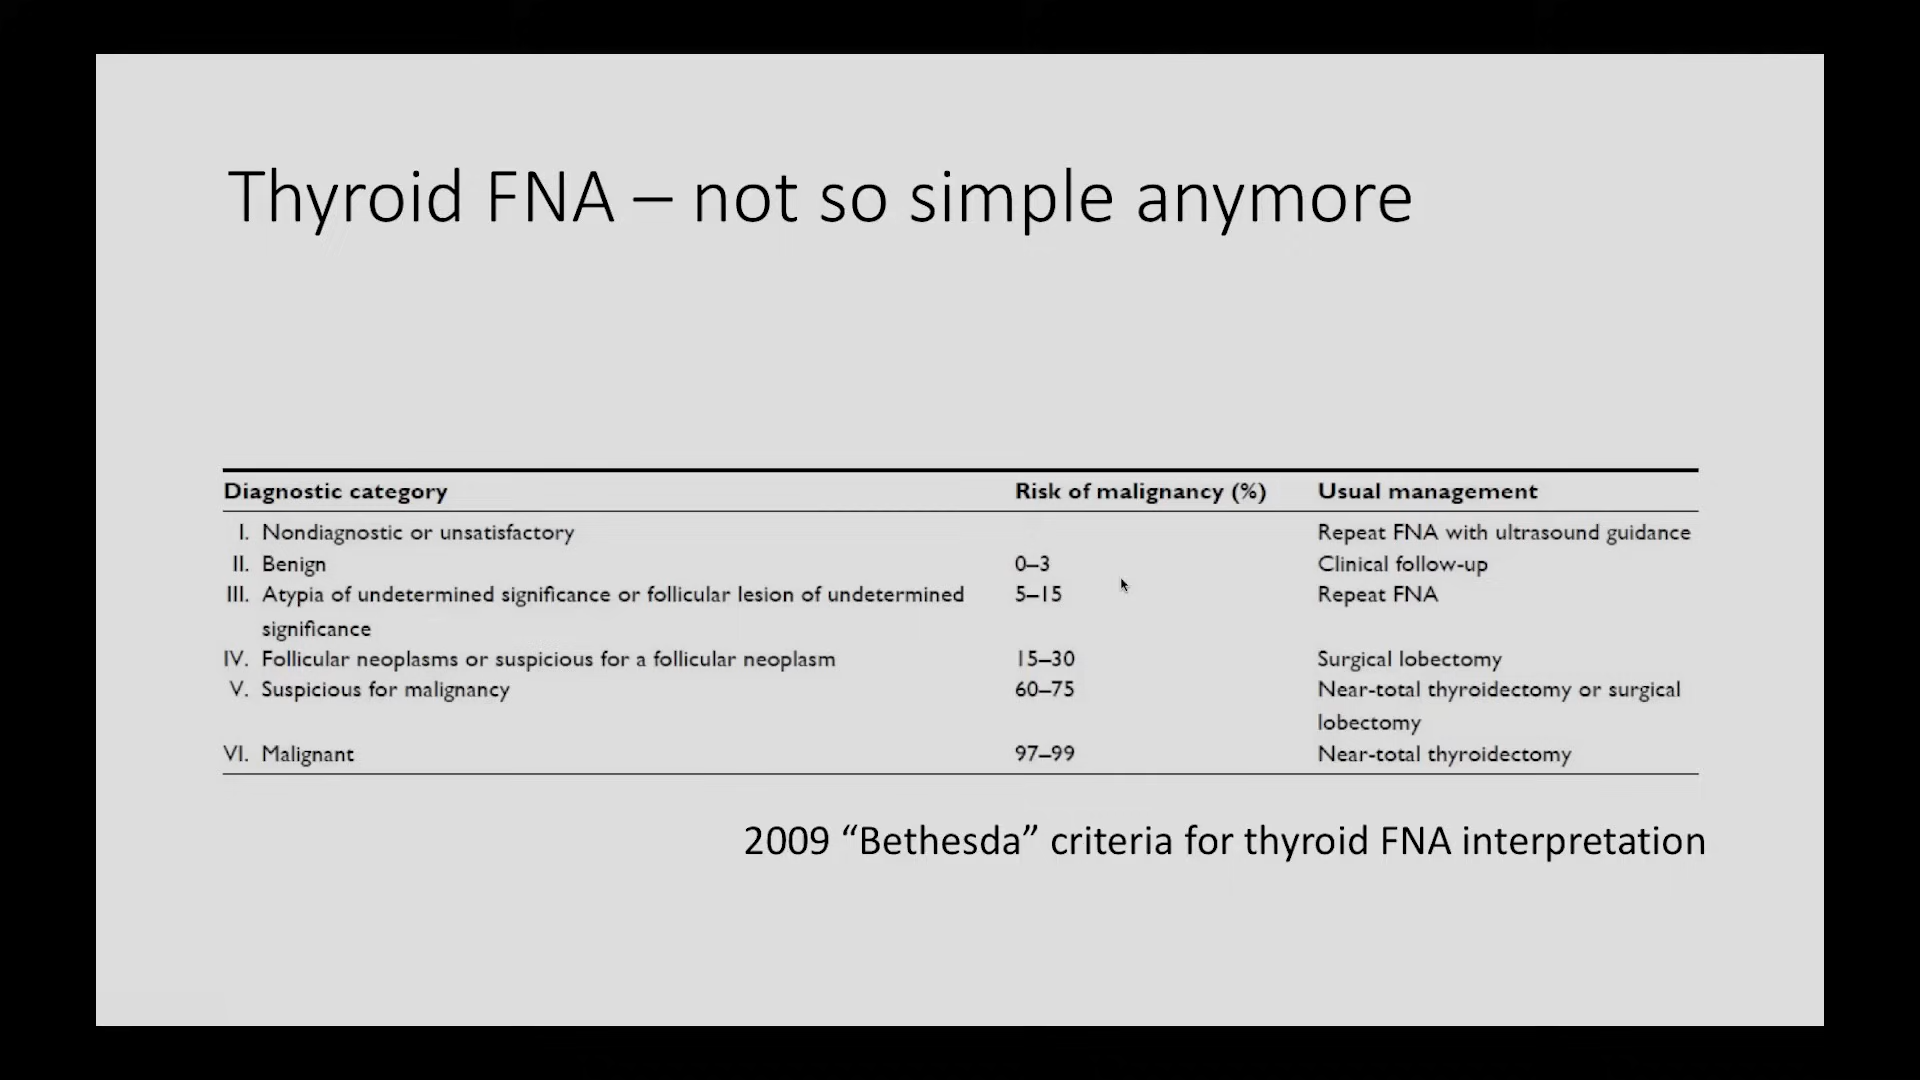 Thyroid FNA – not so simple anymore
Diagnostic category Risk of malignancy (%) Usual management
I. Nondiagnostic or unsatisfactory Repeat FNA with ultrasound guidance
II. Benign 0–3 Clinical follow-up
III. Atypia of undetermined significance or follicular lesion of undetermined 5–15 Repeat FNA
significance
IV. Follicular neoplasms or suspicious for a follicular neoplasm 15–30 Surgical lobectomy
V. Suspicious for malignancy 60–75 Near-total thyroidectomy or surgical
lobectomy
VI. Malignant 97–99 Near-total thyroidectomy
2009 “Bethesda” criteria for thyroid FNA interpretation